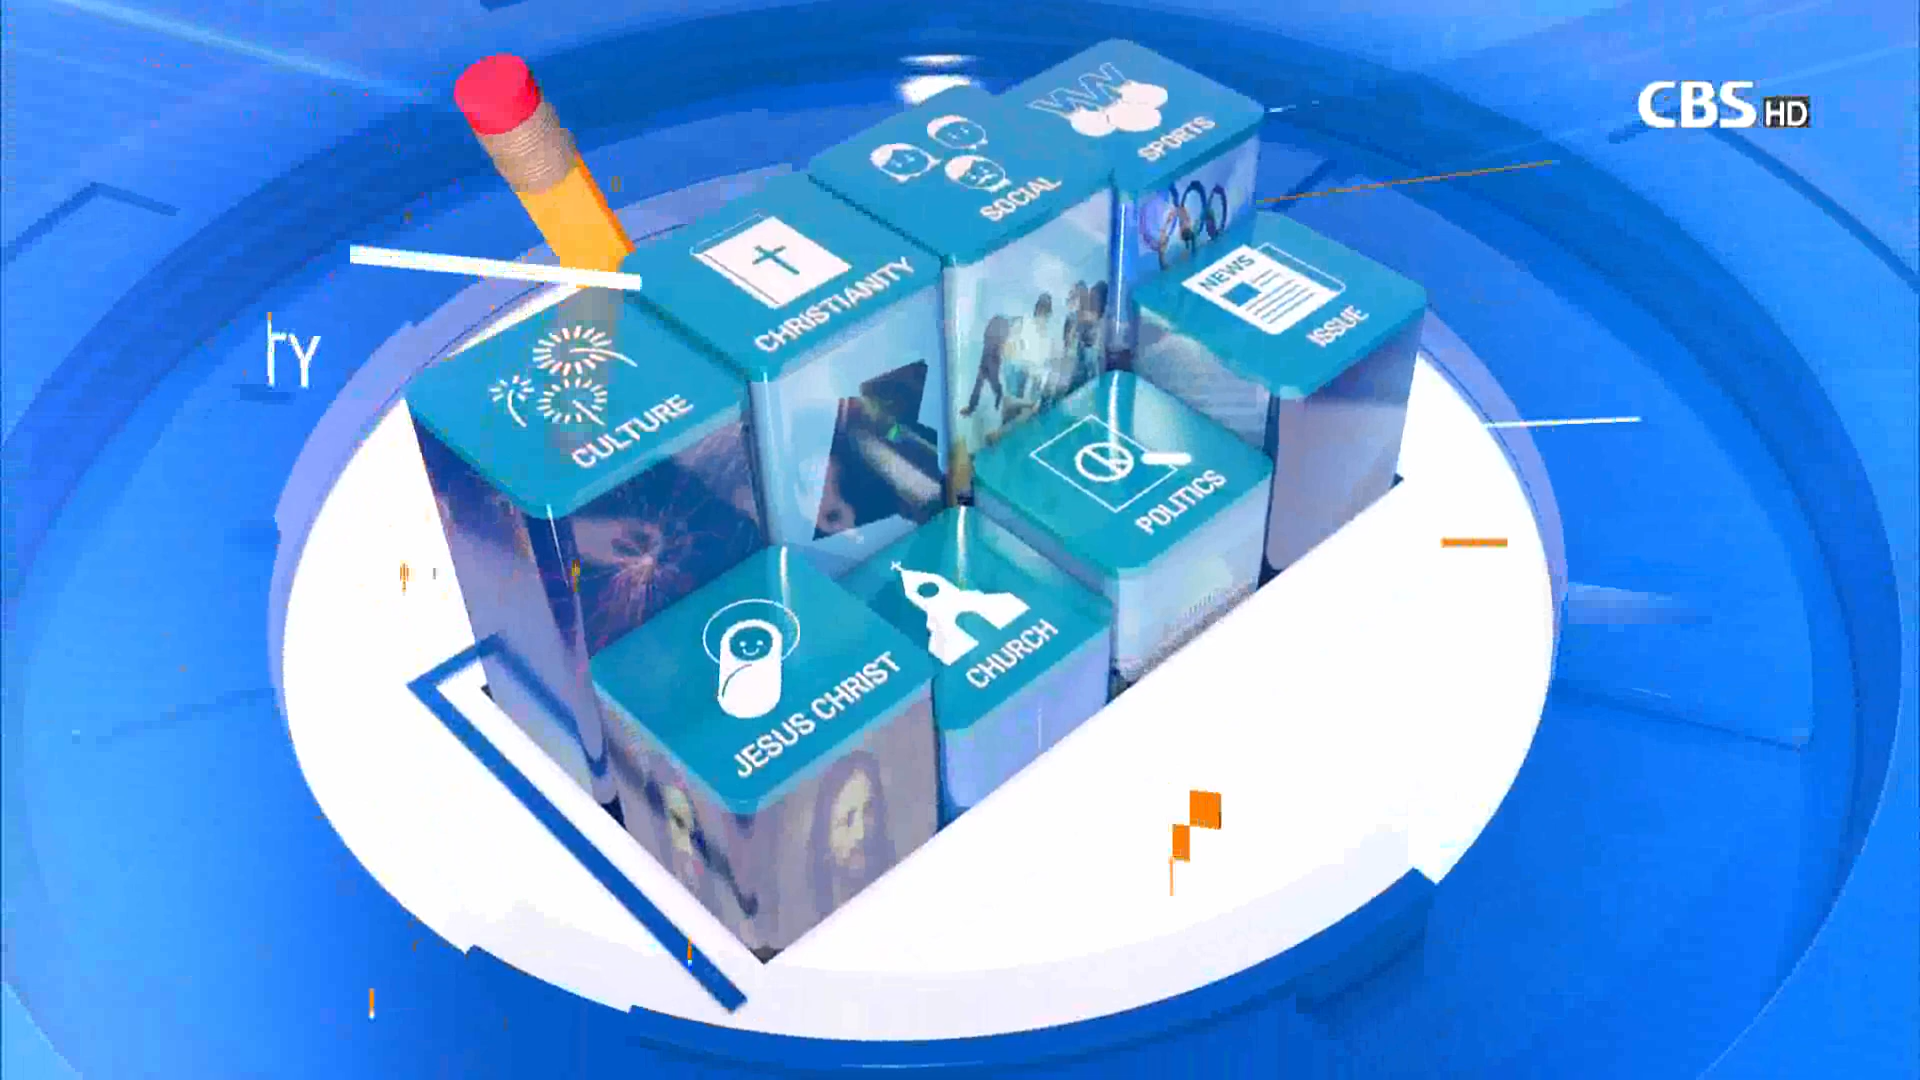 CBS HD
SPORTS
SOCIAL
CHRISTIANITY
NEWS
ISSUE
CULTURE
POLITICS
CHURCH
JESUS CHRIST